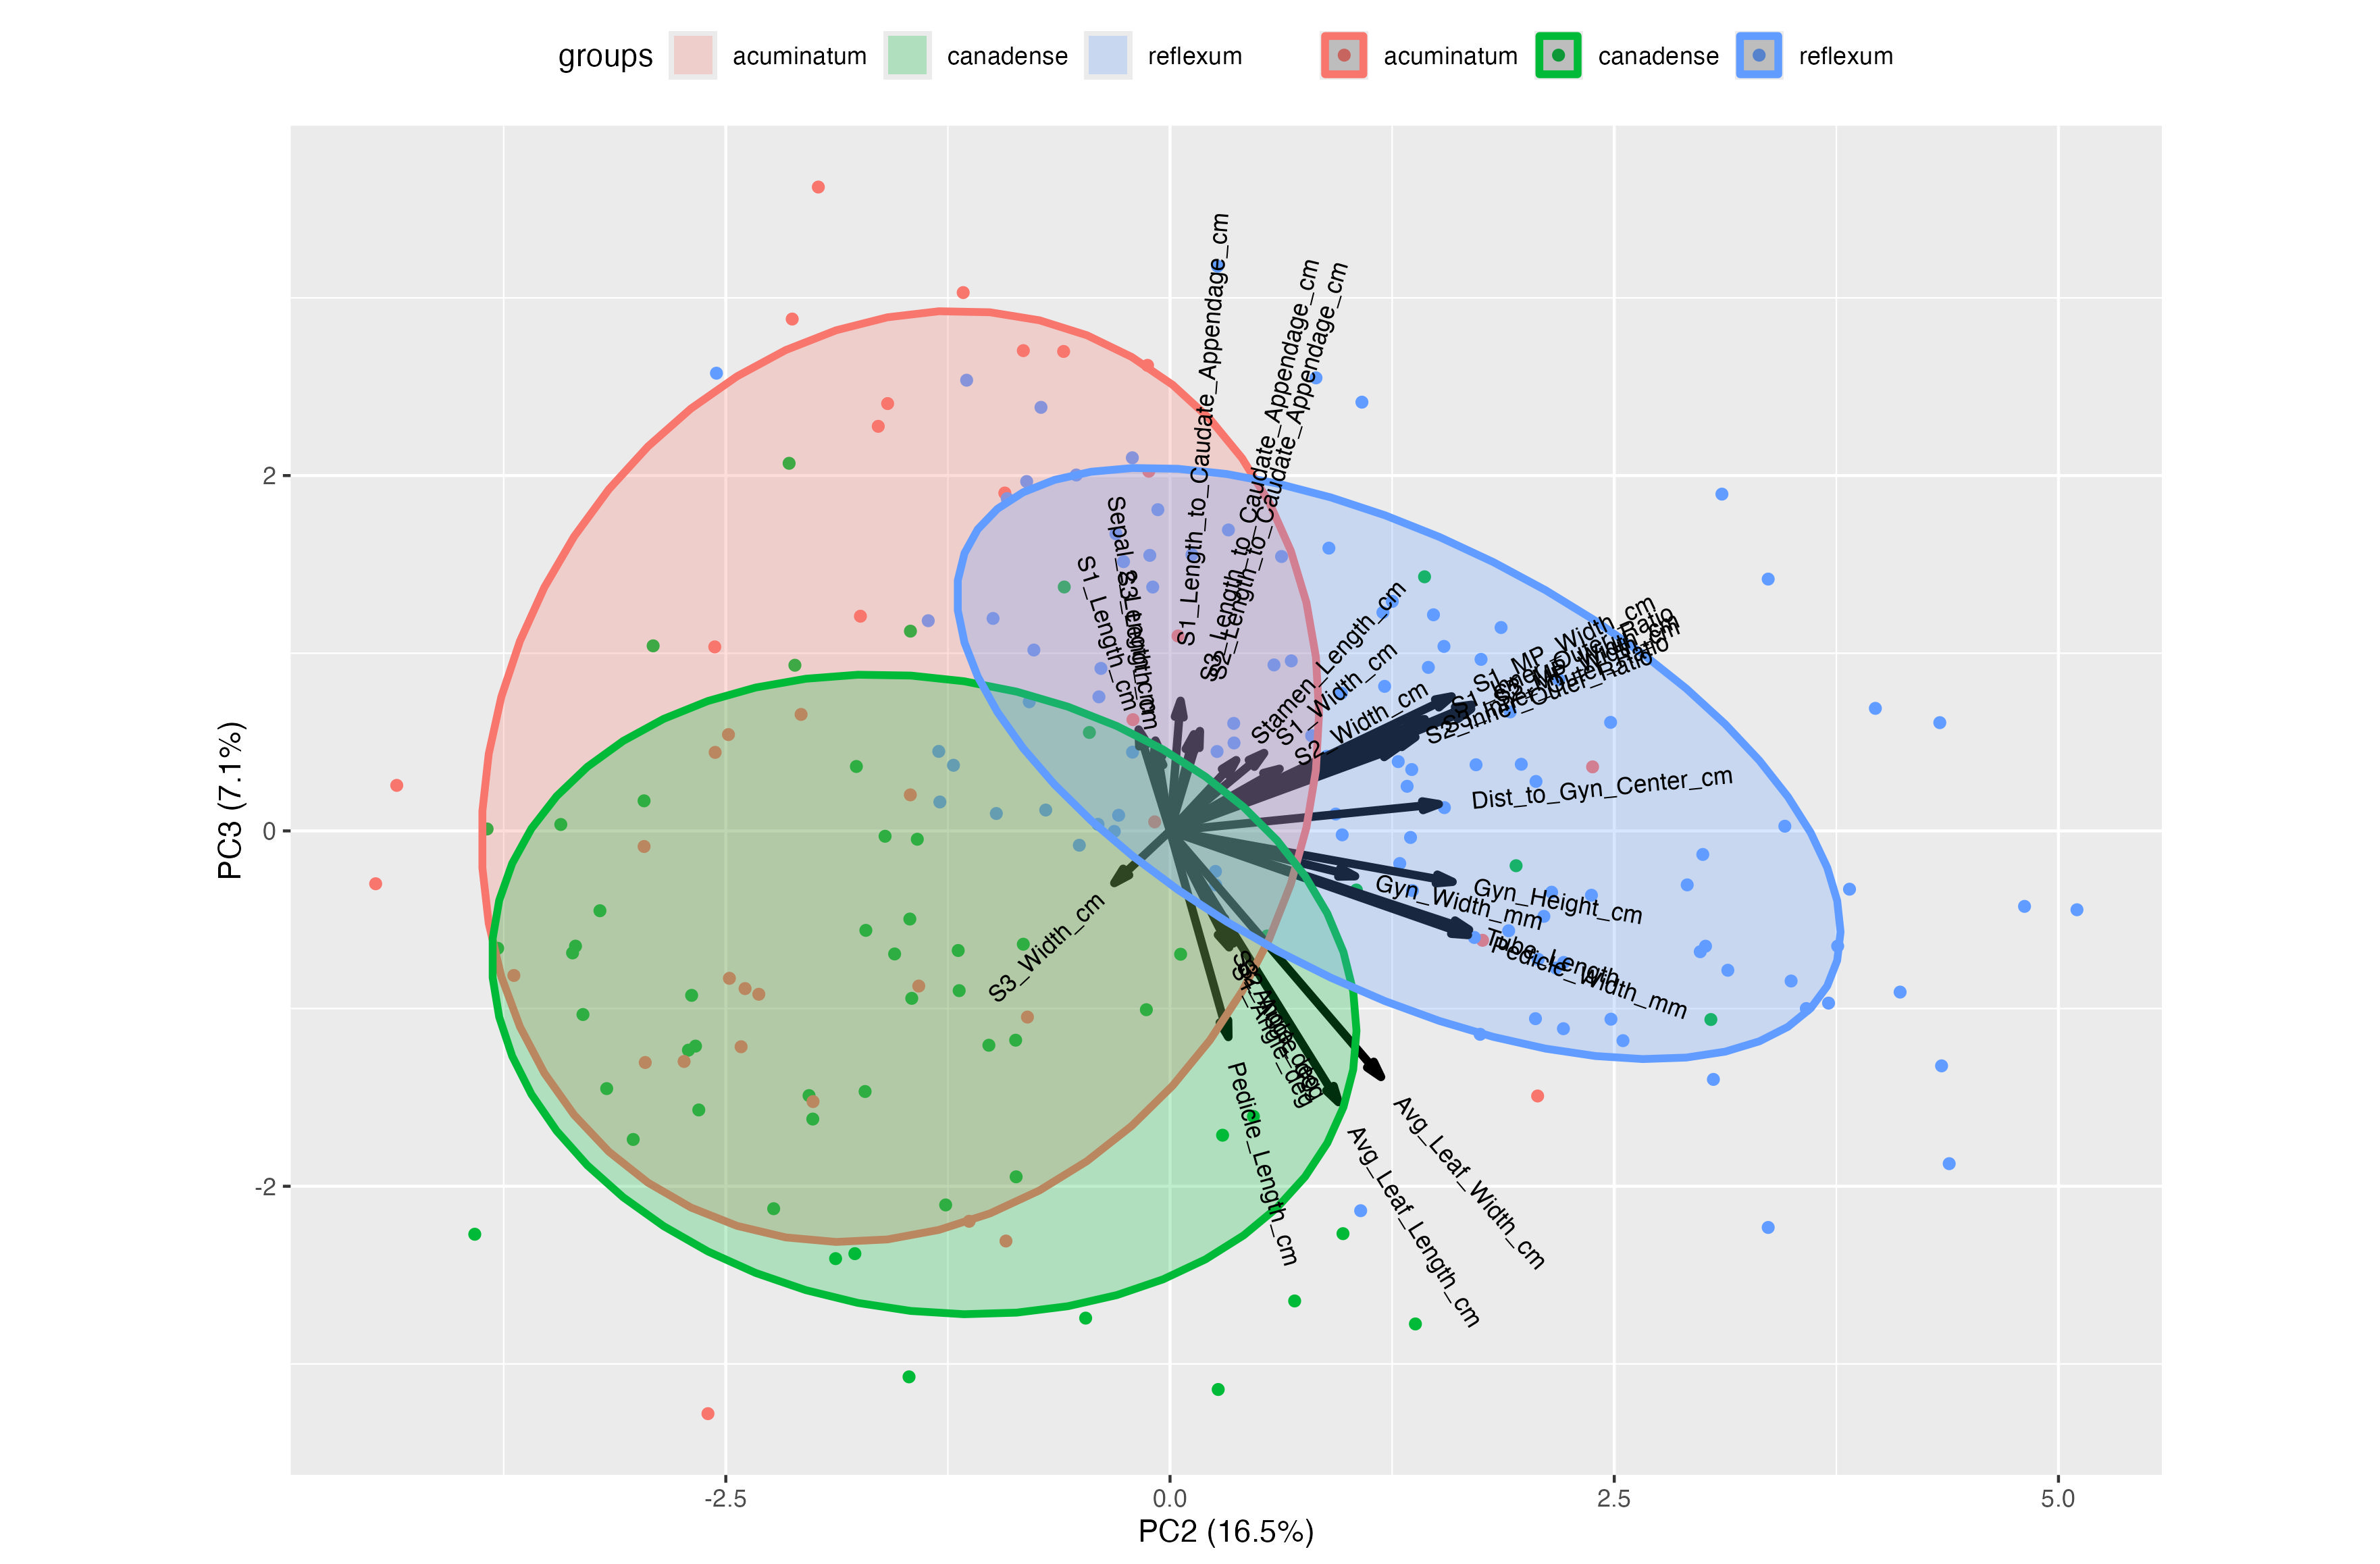 groups acuminatum canadense reflexum acuminatum canadense reflexum
S1_Length_to_Caudate_Appendage_cm
S3_Length_to_Caudate_Appendage_cm
S2_Length_to_Caudate_Appendage_cm
2
S1_Length_cm
Stamen_Length_cm
S1_Width_cm
S2_Width_cm
S1_MP_Width_cm
S2_Inner_Outer_Ratio
Dist_to_Gyn_Center_cm
PC3 (7.1%)
0
Gyn_Height_cm
Gyn_Width_mm
S3_Width_cm
Tube_Length
Pedicle_Width_mm
Pedicle_Length_cm
Avg_Leaf_Width_cm
Avg_Leaf_Length_cm
-2
-2.5
0.0
2.5
5.0
PC2 (16.5%)